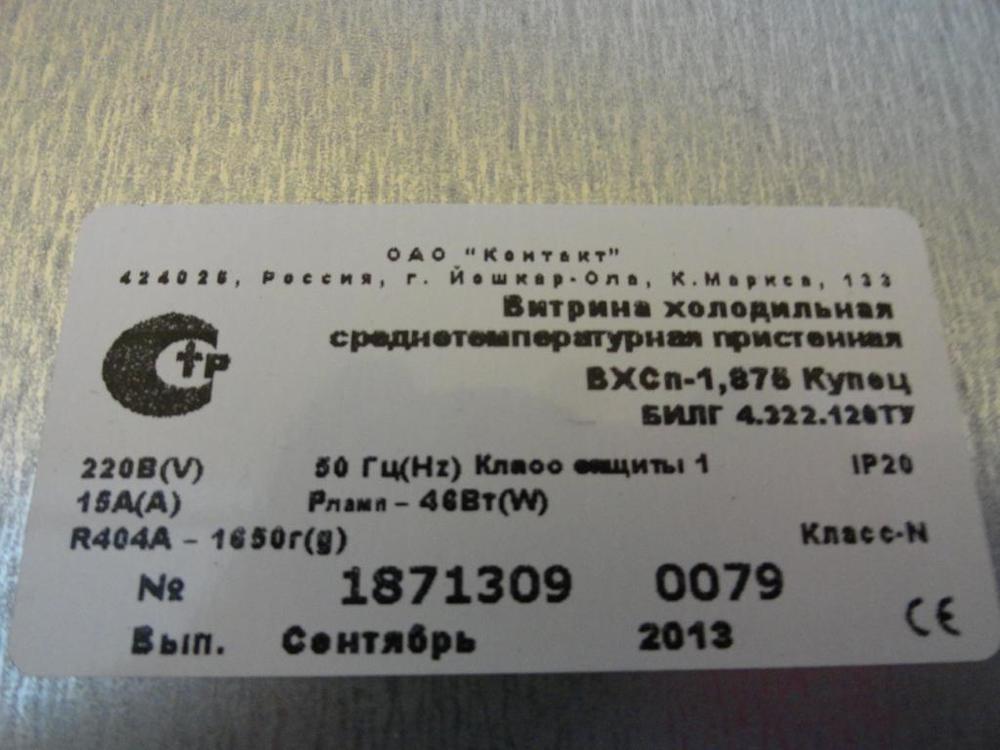 ОАО "Контакт"
424026, Россия, г. Йошкар-Ола, К.Маркса, 133
Витрина холодильная
среднетемпературная пристенная
ВХСп-1,875 Купец
БИЛГ 4.322.128ТУ
220В(V) 50 Гц(Hz) Класс защиты 1 IP20
15А(А) Рламп - 46Вт(W)
R404A - 1650г(g)
Класс-N
№ 1871309 0079
Вып. Сентябрь 2013
CE